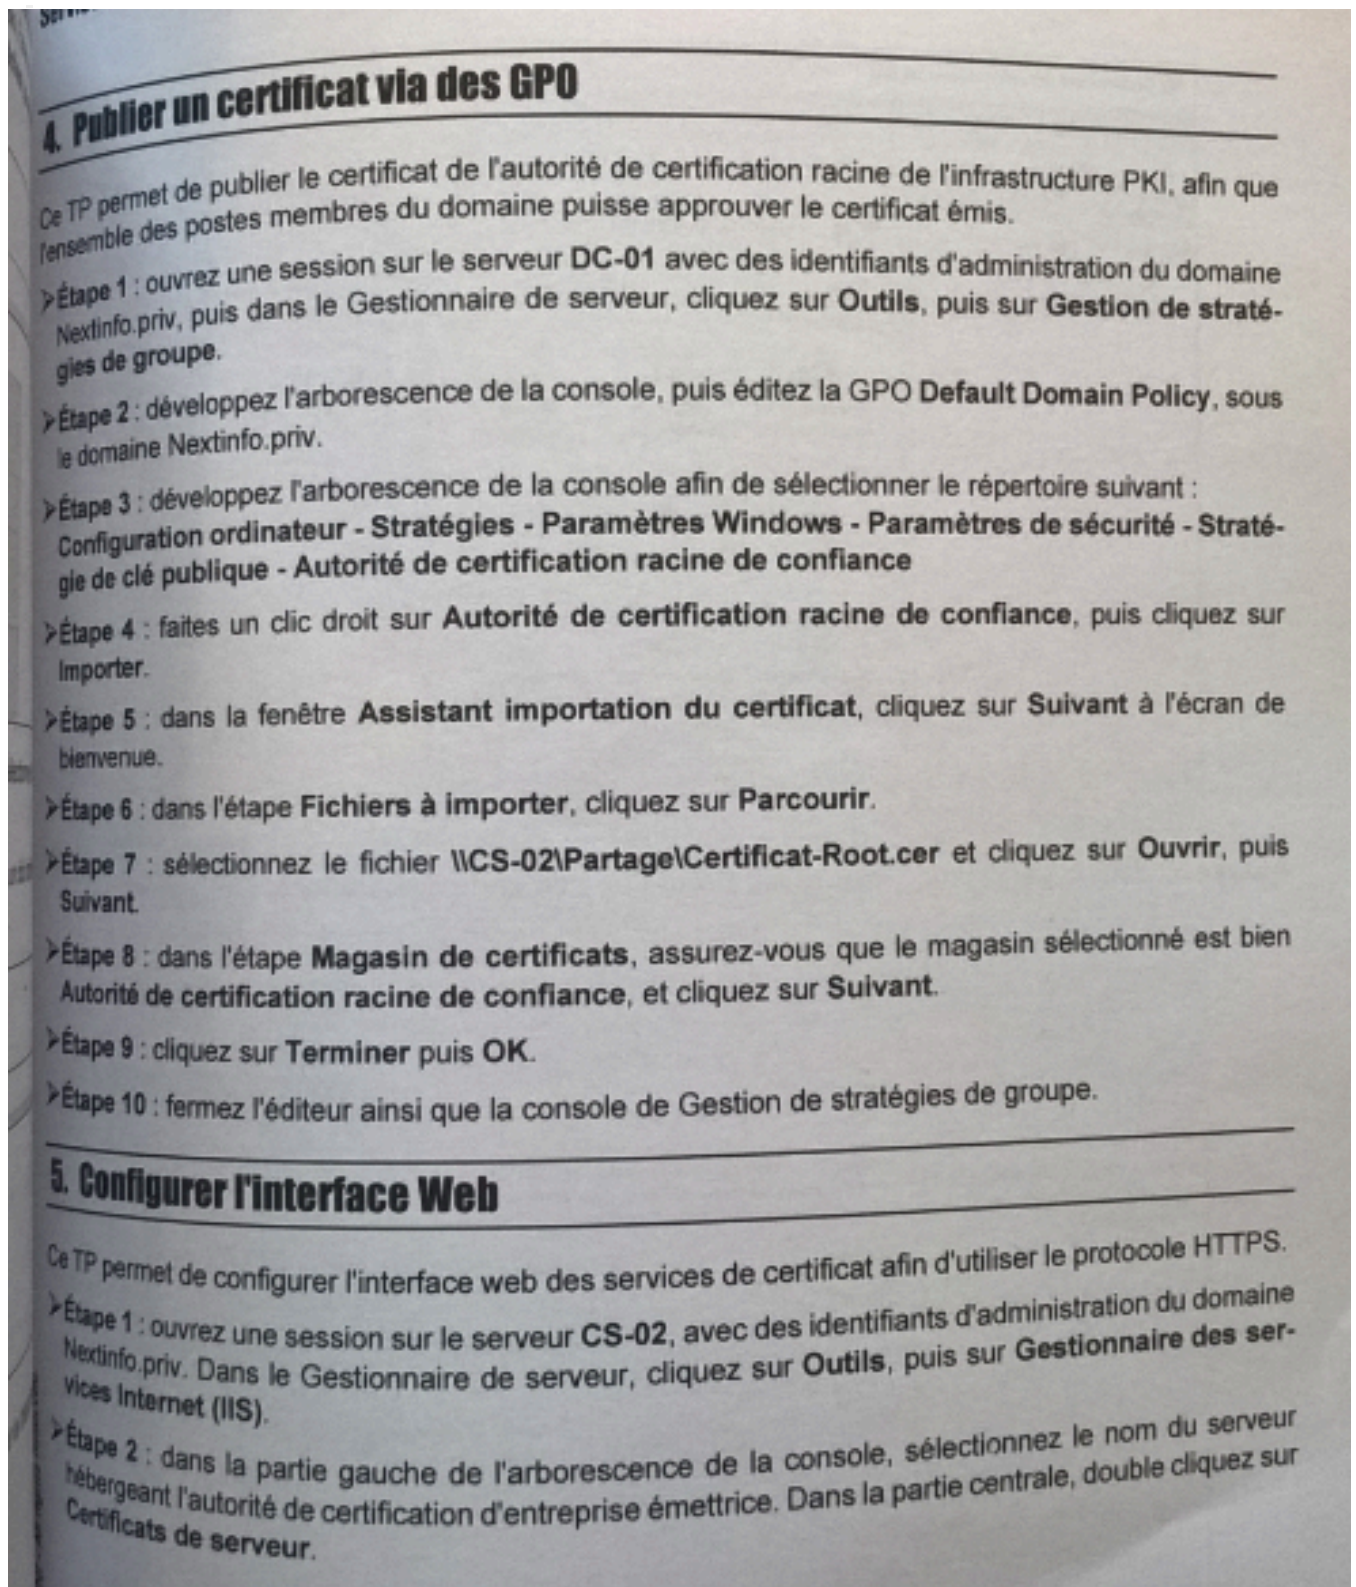 4. Publier un certificat via des GPO
Ce TP permet de publier le certificat de l'autorité de certification racine de l'infrastructure PKI, afin que
l'ensemble des postes membres du domaine puisse approuver le certificat émis.
➢Étape 1 : ouvrez une session sur le serveur DC-01 avec des identifiants d'administration du domaine
Nextinfo.priv, puis dans le Gestionnaire de serveur, cliquez sur Outils, puis sur Gestion de straté-
gies de groupe.
➢Étape 2 : développez l'arborescence de la console, puis éditez la GPO Default Domain Policy, sous
le domaine Nextinfo.priv.
➢Étape 3 : développez l'arborescence de la console afin de sélectionner le répertoire suivant :
Configuration ordinateur - Stratégies - Paramètres Windows - Paramètres de sécurité - Straté-
gie de clé publique - Autorité de certification racine de confiance
➢Étape 4 : faites un clic droit sur Autorité de certification racine de confiance, puis cliquez sur
Importer.
➢Étape 5 : dans la fenêtre Assistant importation du certificat, cliquez sur Suivant à l'écran de
bienvenue.
➢Étape 6 : dans l'étape Fichiers à importer, cliquez sur Parcourir.
➢Étape 7 : sélectionnez le fichier \\CS-02\Partage\Certificat-Root.cer et cliquez sur Ouvrir, puis
Suivant.
➢Étape 8 : dans l'étape Magasin de certificats, assurez-vous que le magasin sélectionné est bien
Autorité de certification racine de confiance, et cliquez sur Suivant.
➢Étape 9 : cliquez sur Terminer puis OK.
➢Étape 10 : fermez l'éditeur ainsi que la console de Gestion de stratégies de groupe.
5. Configurer l'interface Web
Ce TP permet de configurer l'interface web des services de certificat afin d'utiliser le protocole HTTPS.
➢Étape 1 : ouvrez une session sur le serveur CS-02, avec des identifiants d'administration du domaine
Nextinfo.priv. Dans le Gestionnaire de serveur, cliquez sur Outils, puis sur Gestionnaire des ser-
vices Internet (IIS).
➢Étape 2 : dans la partie gauche de l'arborescence de la console, sélectionnez le nom du serveur
hébergeant l'autorité de certification d'entreprise émettrice. Dans la partie centrale, double cliquez sur
Certificats de serveur.